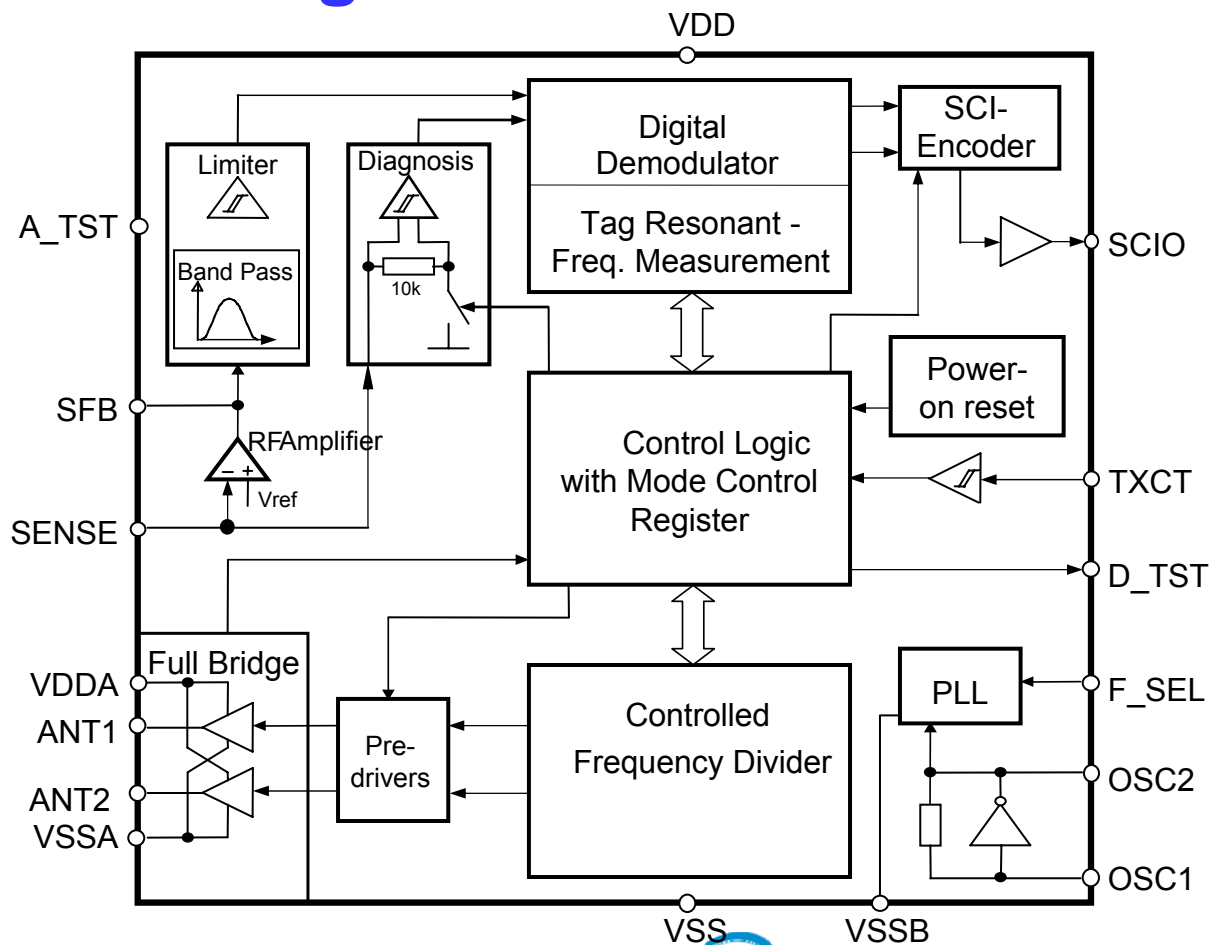 VDD
Limiter
Band Pass
Diagnosis
10k
Digital
Demodulator
Tag Resonant -
Freq. Measurement
SCI-
Encoder
A_TST
SCIO
SFB
RFAmplifier
− +
Vref
SENSE
Control Logic
with Mode Control
Register
Power-
on reset
TXCT
D_TST
Full Bridge
VDDA
ANT1
ANT2
VSSA
Pre-
drivers
Controlled
Frequency Divider
PLL
F_SEL
OSC2
OSC1
VSS
VSSB